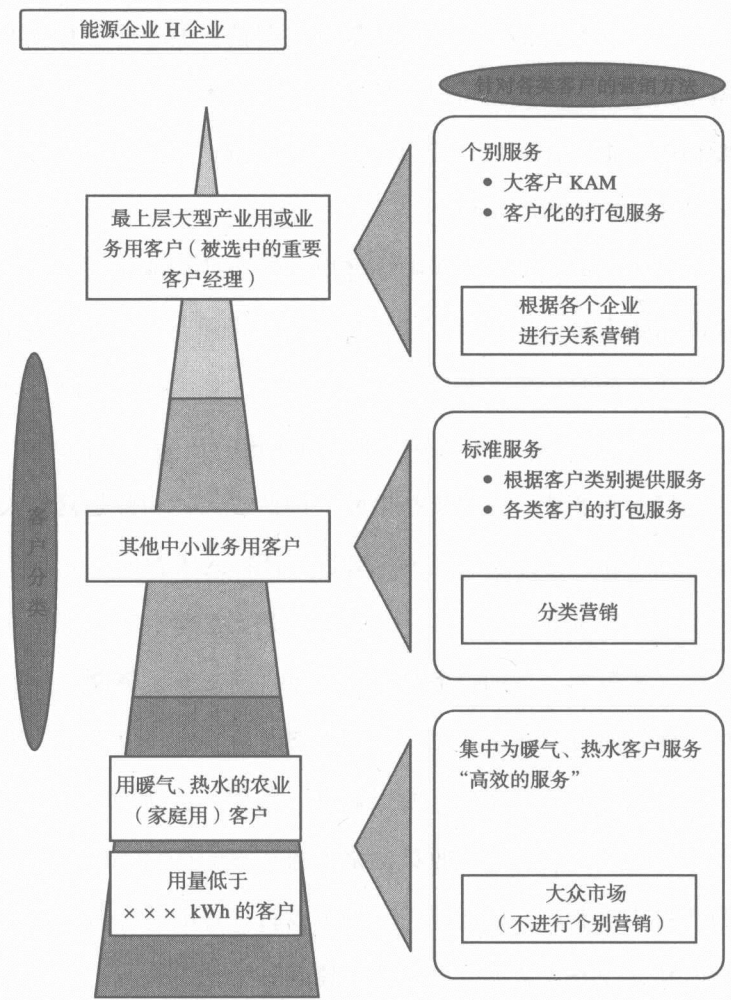 能源企业 H 企业
针对各类客户的营销方法
个别服务
• 大客户 KAM
• 客户化的打包服务
最上层大型产业用或业
务用客户（被选中的重要
客户经理）
根据各个企业
进行关系营销
客户分类
标准服务
• 根据客户类别提供服务
• 各类客户的打包服务
其他中小业务用客户
分类营销
集中为暖气、热水客户服务
“高效的服务”
用暖气、热水的农业
（家庭用）客户
用量低于
××× kWh 的客户
大众市场
（不进行个别营销）